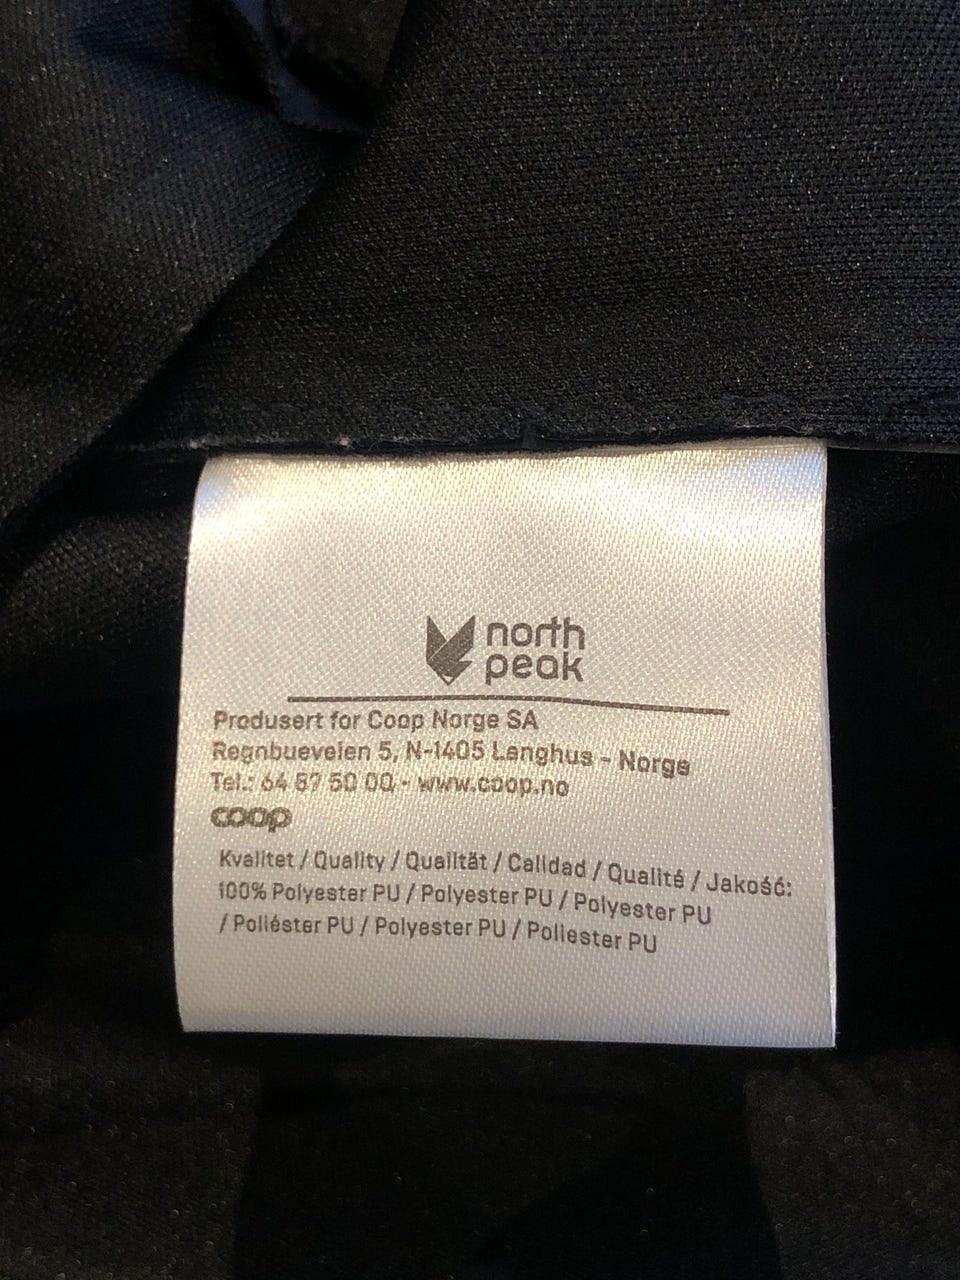 north
peak
Produsert for Coop Norge SA
Regnbueveien 5, N-1405 Langhus - Norge
Tel.: 64 87 50 00 - www.coop.no
coop
Kvalitet / Quality / Qualität / Calidad / Qualité / Jakość:
100% Polyester PU / Polyester PU / Polyester PU
/ Poliéster PU / Polyester PU / Poliester PU